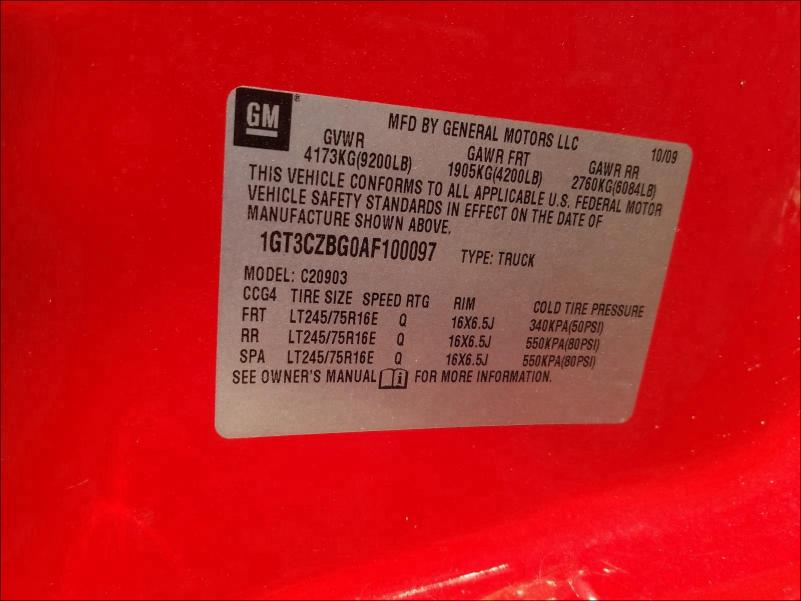 GM ®
MFD BY GENERAL MOTORS LLC 10/09
GVWR GAWR FRT GAWR RR
4173KG(9200LB) 1905KG(4200LB) 2760KG(6084LB)
THIS VEHICLE CONFORMS TO ALL APPLICABLE U.S. FEDERAL MOTOR
VEHICLE SAFETY STANDARDS IN EFFECT ON THE DATE OF
MANUFACTURE SHOWN ABOVE.
1GT3CZBG0AF100097 TYPE: TRUCK
MODEL: C20903
CCG4 TIRE SIZE SPEED RTG RIM COLD TIRE PRESSURE
FRT LT245/75R16E Q 16X6.5J 340KPA(50PSI)
RR LT245/75R16E Q 16X6.5J 550KPA(80PSI)
SPA LT245/75R16E Q 16X6.5J 550KPA(80PSI)
SEE OWNER'S MANUAL i FOR MORE INFORMATION.